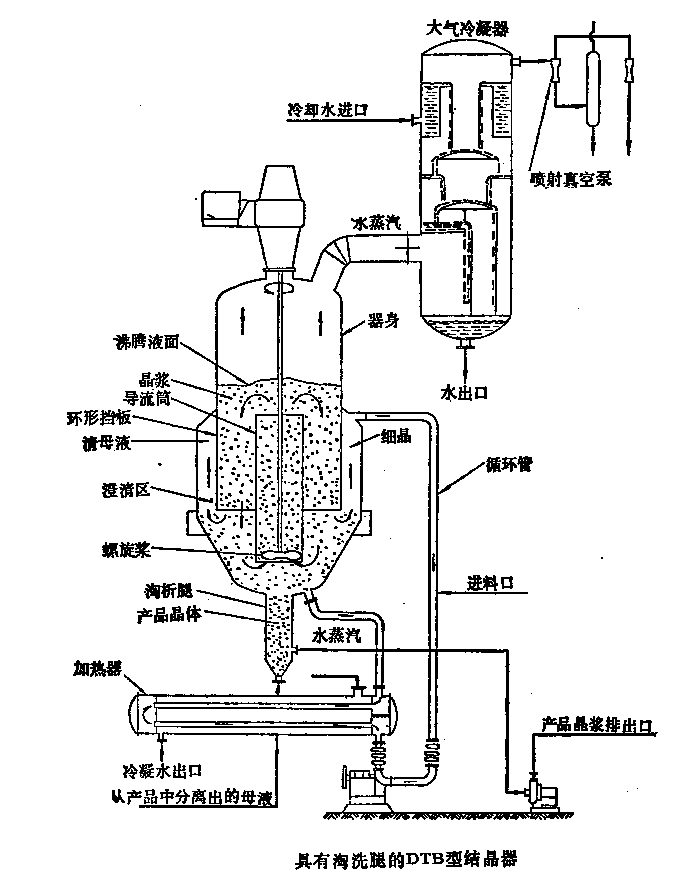 大气冷凝器
冷却水进口
喷射真空泵
水蒸汽
器身
沸腾液面
水出口
晶浆
导流筒
环形挡板
清母液
细晶
循环管
澄清区
螺旋桨
进料口
淘析腿
产品晶体
水蒸汽
加热器
产品晶浆排出口
冷凝水出口
从产品中分离出的母液
具有淘洗腿的DTB型结晶器